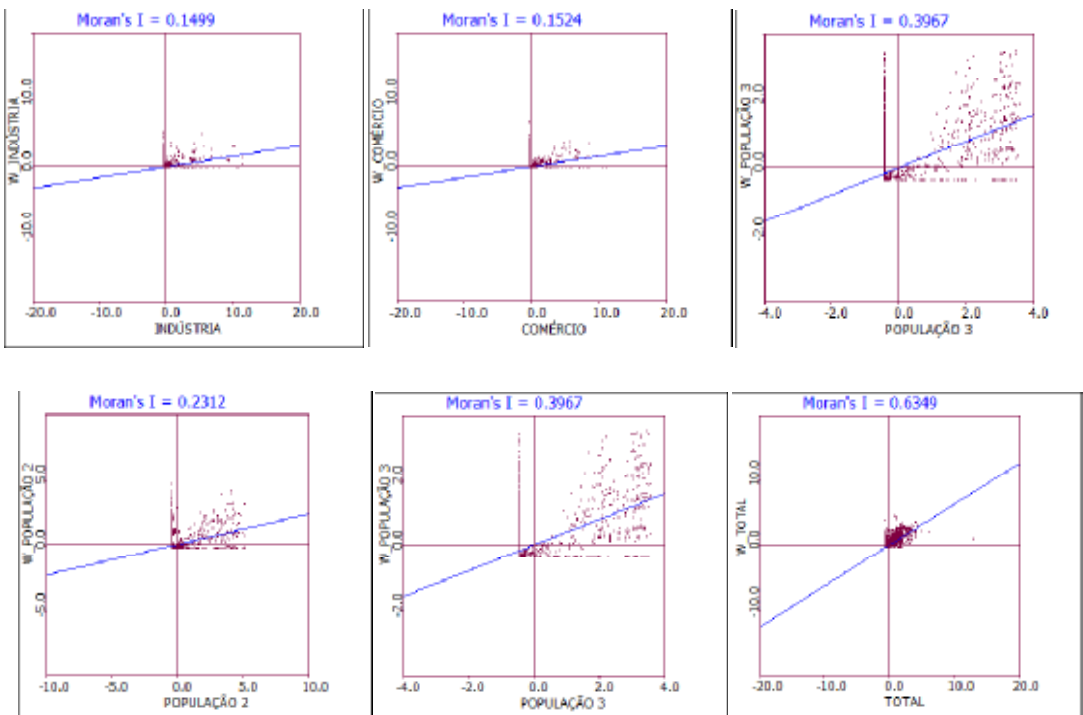 Moran's I = 0.1499
W INDÚSTRIA
10.0
0.0
-10.0
-20.0 -10.0 0.0 10.0 20.0
INDÚSTRIA
Moran's I = 0.1524
W COMÉRCIO
10.0
0.0
-10.0
-20.0 -10.0 0.0 10.0 20.0
COMÉRCIO
Moran's I = 0.3967
W POPULAÇÃO 3
2.0
0.0
-2.0
-4.0 -2.0 0.0 2.0 4.0
POPULAÇÃO 3
Moran's I = 0.2312
W POPULAÇÃO 2
5.0
0.0
-5.0
-10.0 -5.0 0.0 5.0 10.0
POPULAÇÃO 2
Moran's I = 0.3967
W POPULAÇÃO 3
2.0
0.0
-2.0
-4.0 -2.0 0.0 2.0 4.0
POPULAÇÃO 3
Moran's I = 0.6349
W TOTAL
10.0
0.0
-10.0
-20.0 -10.0 0.0 10.0 20.0
TOTAL